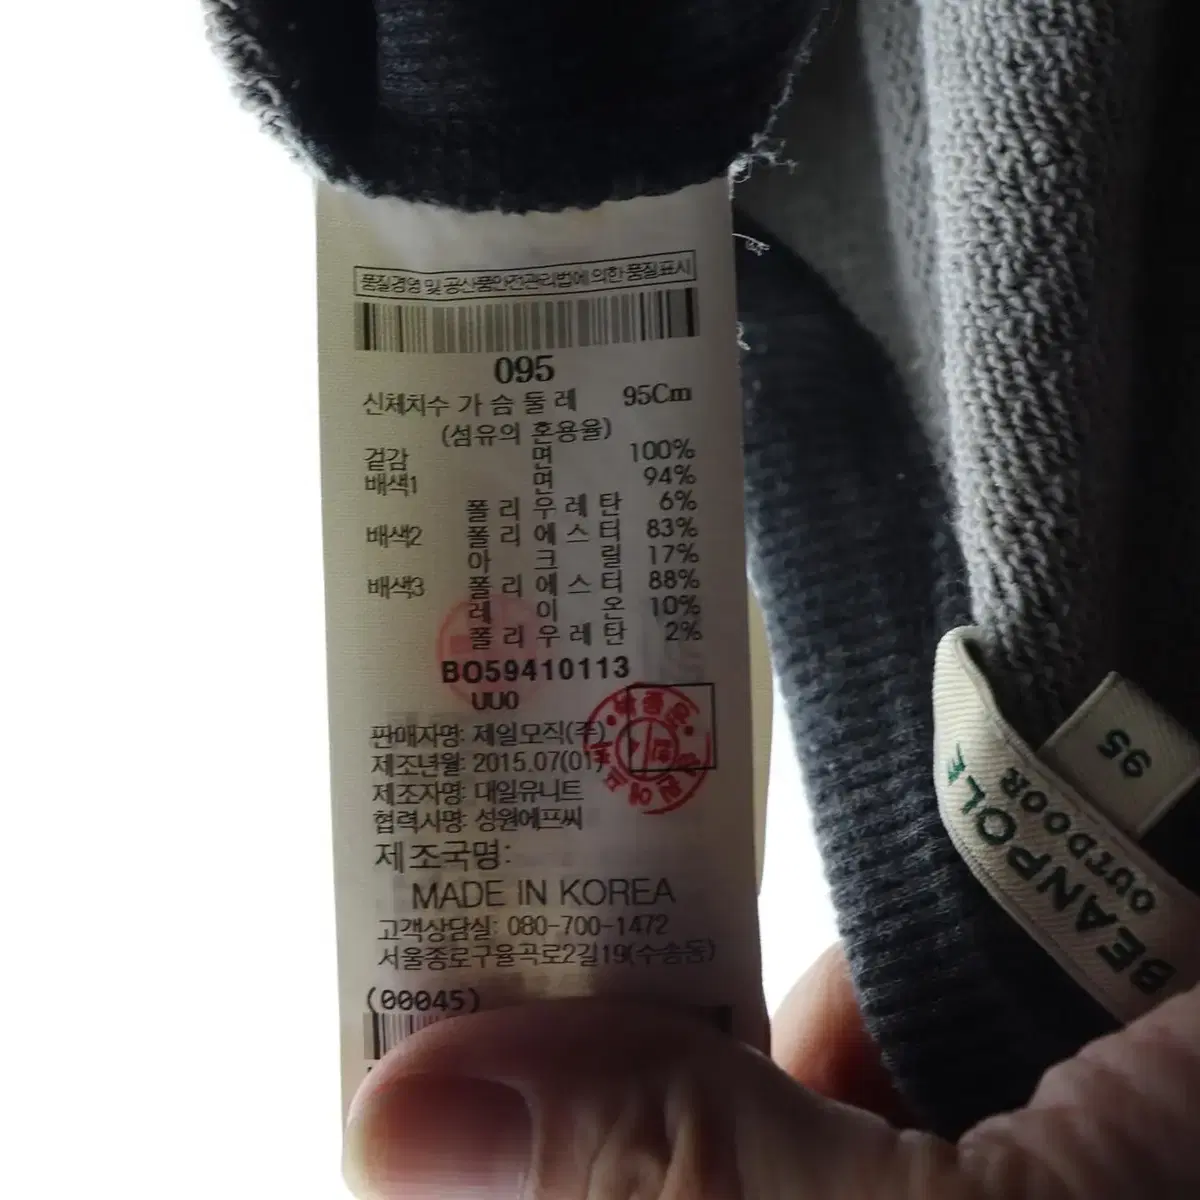 품질경영 및 공산품안전관리법에 의한 품질표시
095
신체치수 가슴둘레 95Cm
(섬유의 혼용율)
겉감 면 100%
배색1 면 94%
폴리우레탄 6%
배색2 폴리에스터 83%
아크릴 17%
배색3 폴리에스터 88%
레이온 10%
폴리우레탄 2%
BO59410113
UU0
판매자명: 제일모직(주)
제조년월: 2015.07(01)
제조자명: 대일유니트
협력사명: 성원에프씨
제조국명:
MADE IN KOREA
고객상담실: 080-700-1472
서울종로구율곡로2길19(수송동)
(00045)
95
BEANPOLE
OUTDOOR